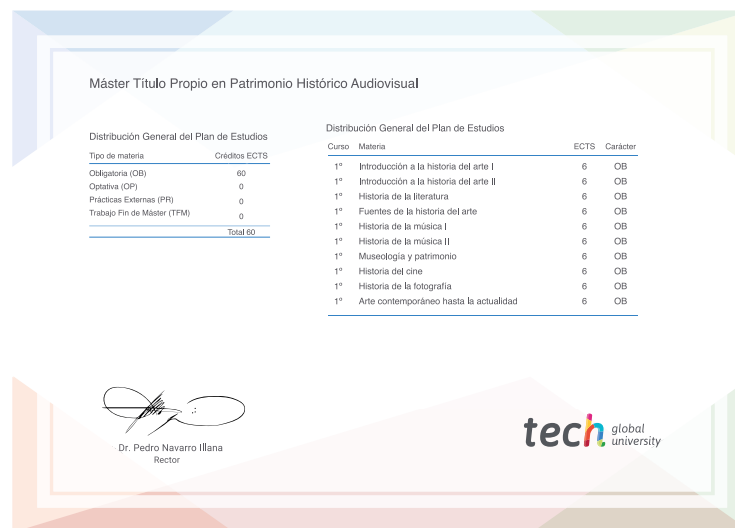 Máster Título Propio en Patrimonio Histórico Audiovisual
Distribución General del Plan de Estudios
Tipo de materia Créditos ECTS
Obligatoria (OB) 60
Optativa (OP) 0
Prácticas Externas (PR) 0
Trabajo Fin de Máster (TFM) 0
Total 60
Distribución General del Plan de Estudios
Curso Materia ECTS Carácter
1º Introducción a la historia del arte I 6 OB
1º Introducción a la historia del arte II 6 OB
1º Historia de la literatura 6 OB
1º Fuentes de la historia del arte 6 OB
1º Historia de la música I 6 OB
1º Historia de la música II 6 OB
1º Museología y patrimonio 6 OB
1º Historia del cine 6 OB
1º Historia de la fotografía 6 OB
1º Arte contemporáneo hasta la actualidad 6 OB
Dr. Pedro Navarro Illana
Rector
tech global
university